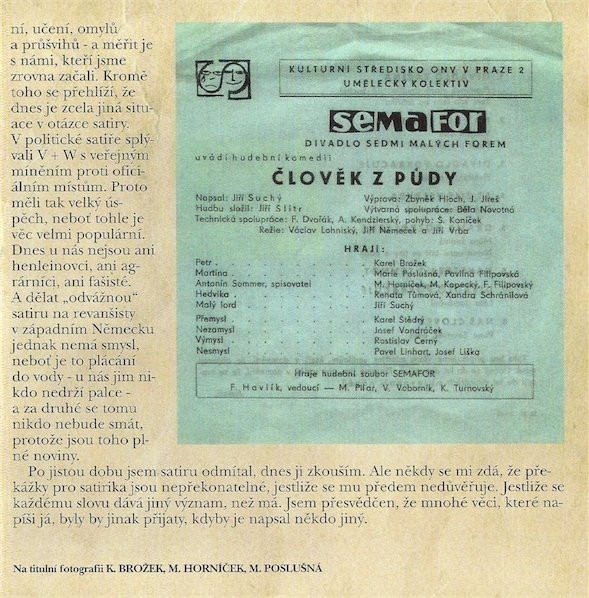 ní, učení, omylů
a průšvihů - a měřit je
s námi, kteří jsme
zrovna začali. Kromě
toho se přehlíží, že
dnes je zcela jiná situ-
ace v otázce satiry.
V politické satiře splý-
vali V + W s veřejným
míněním proti ofici-
álním místům. Proto
měli tak velký ús-
pěch, neboť tohle je
věc velmi populární.
Dnes u nás nejsou ani
henleinovci, ani ag-
rárníci, ani fašisté.
A dělat „odvážnou“
satiru na revanšisty
v západním Německu
jednak nemá smysl,
neboť je to plácání
do vody - u nás jim ni-
kdo nedrží palce -
a za druhé se tomu
nikdo nebude smát,
protože jsou toho pl-
né noviny.
KULTURNÍ STŘEDISKO ONV V PRAZE 2
UMĚLECKÝ KOLEKTIV
SEMAFOR
DIVADLO SEDMI MALÝCH FOREM
uvádí hudební komedii
ČLOVĚK Z PŮDY
Napsal: Jiří Suchý
Výprava: Zbyněk Hloch, J. Jireš
Hudbu složil: Jiří Šlitr
Výtvarná spolupráce: Běla Novotná
Technická spolupráce: F. Dvořák, A. Kendzierský, pohyb: S. Koníček
Režie: Václav Lohniský, Jiří Němeček a Jiří Vrba
HRAJÍ:
Petr . . . . . Karel Brožek
Martina . . . . . Marie Poslušná, Pavlína Filipovská
Antonín Sommer, spisovatel . . . . . M. Horníček, M. Kopecký, F. Filipovský
Hedvika . . . . . Renata Tůmová, Xandra Schránilová
Malý lord . . . . . Jiří Suchý
Přemysl . . . . . Karel Štědrý
Nezamysl . . . . . Josef Vondráček
Výmysl . . . . . Rostislav Černý
Nesmysl . . . . . Pavel Linhart, Josef Liška
Hraje hudební soubor SEMAFOR
F. Havlík, vedoucí — M. Pilař, V. Voborník, K. Turnovský
Po jistou dobu jsem satiru odmítal, dnes ji zkouším. Ale někdy se mi zdá, že pře-
kážky pro satirika jsou nepřekonatelné, jestliže se mu předem nedůvěřuje. Jestliže se
každému slovu dává jiný význam, než má. Jsem přesvědčen, že mnohé věci, které na-
píši já, byly by jinak přijaty, kdyby je napsal někdo jiný.
Na titulní fotografii K. BROŽEK, M. HORNÍČEK, M. POSLUŠNÁ